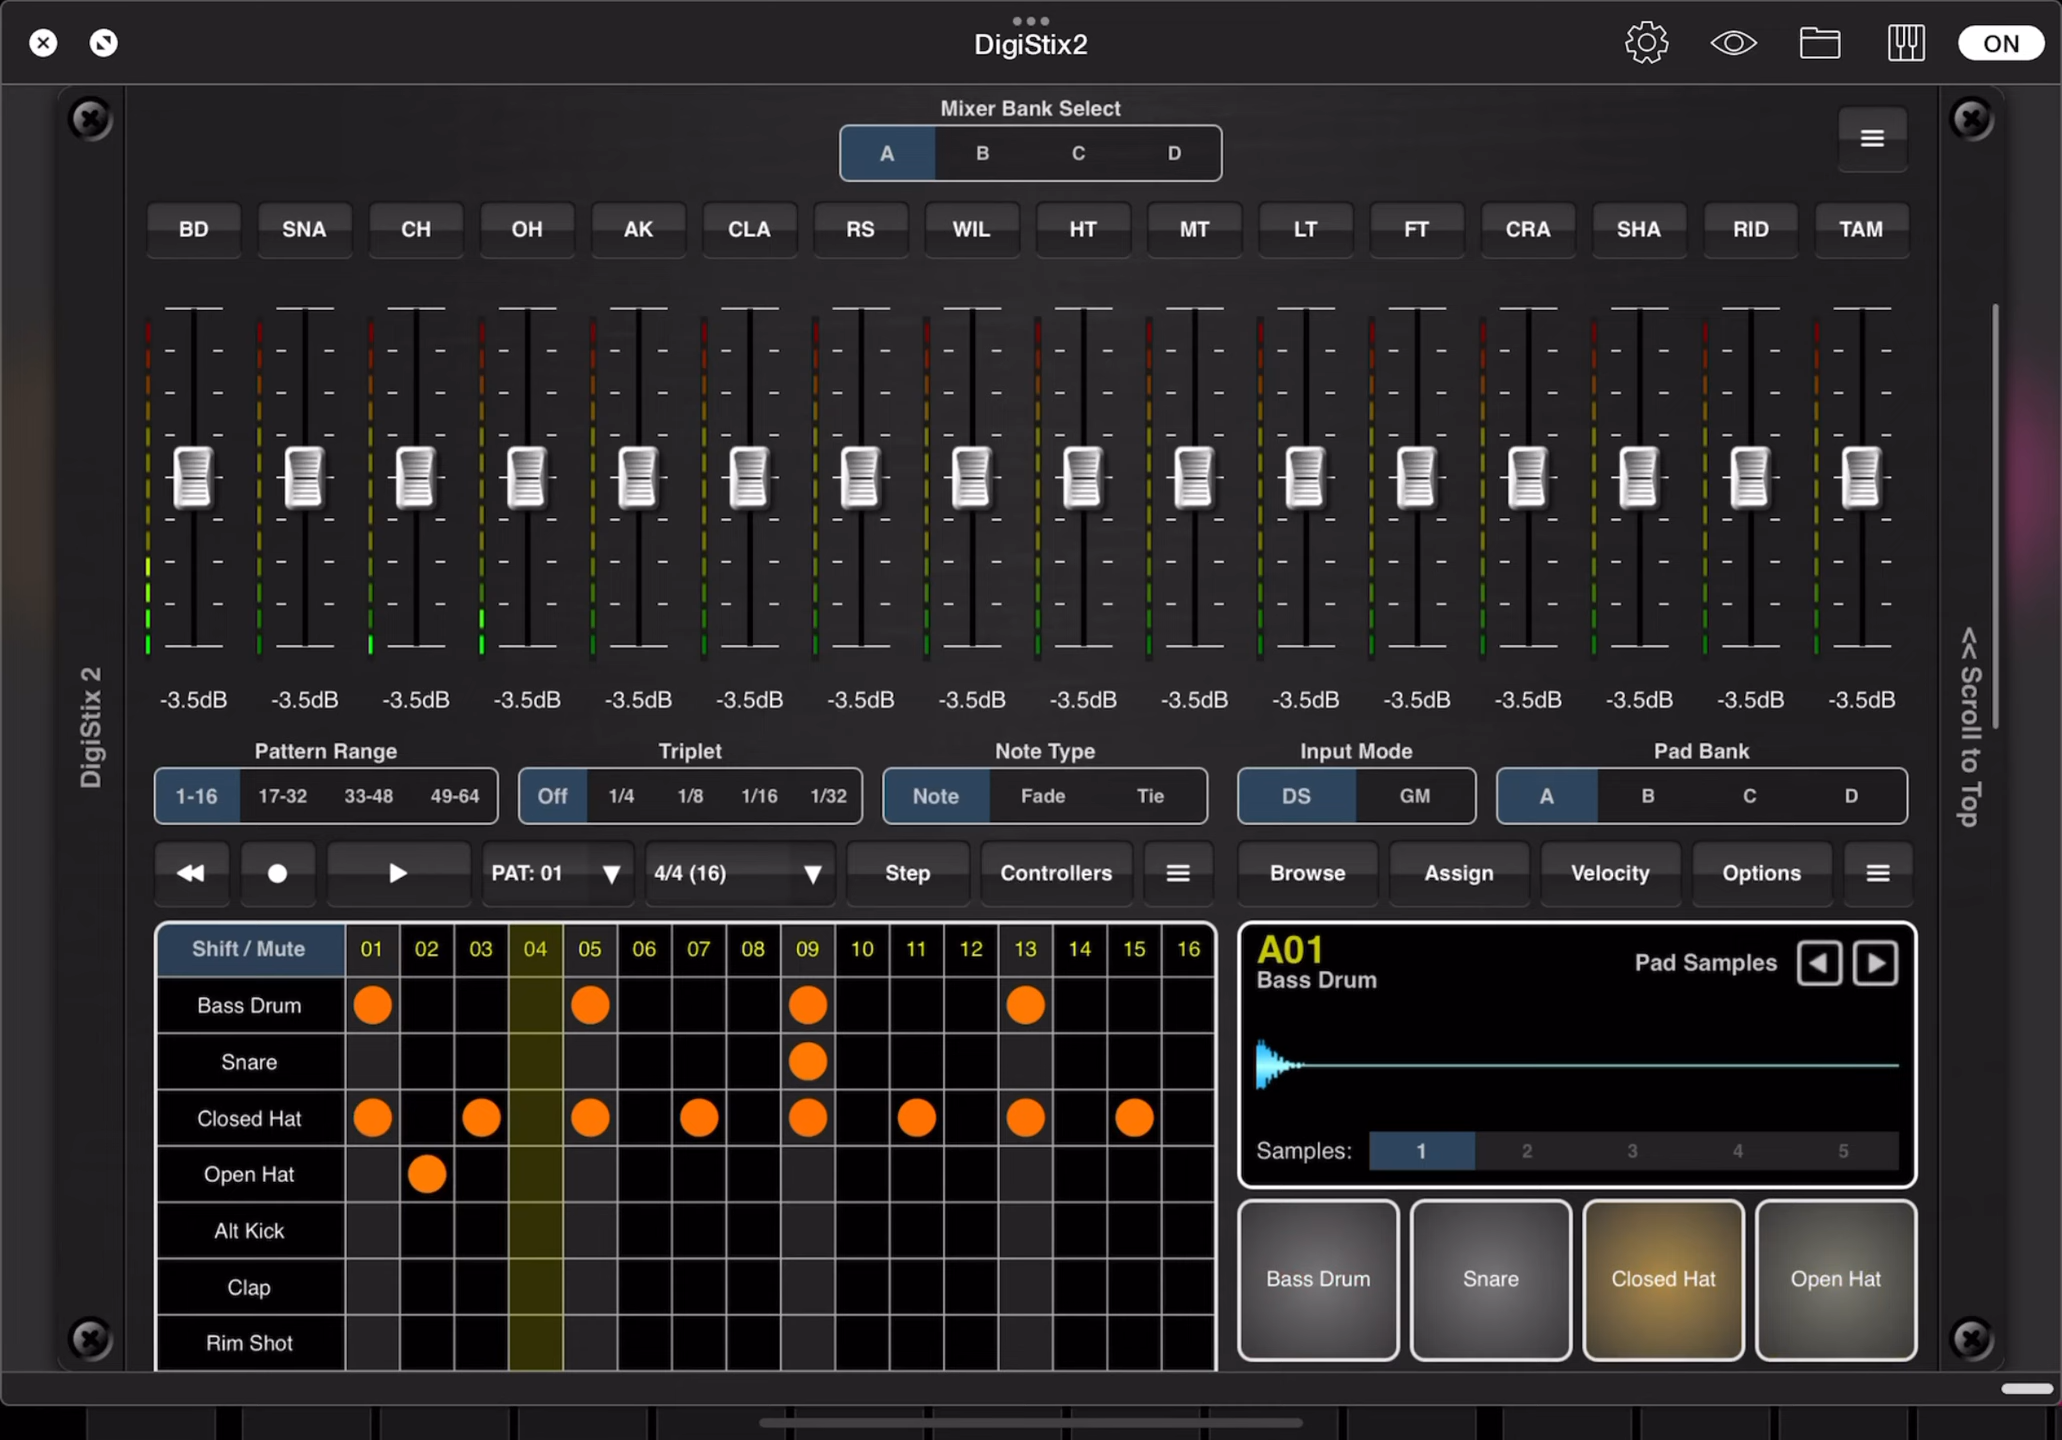 DigiStix2
ON
Mixer Bank Select
A B C D
BD SNA CH OH AK CLA RS WIL HT MT LT FT CRA SHA RID TAM
-3.5dB -3.5dB -3.5dB -3.5dB -3.5dB -3.5dB -3.5dB -3.5dB -3.5dB -3.5dB -3.5dB -3.5dB -3.5dB -3.5dB -3.5dB -3.5dB
DigiStix 2
<< Scroll to Top
Pattern Range Triplet Note Type Input Mode Pad Bank
1-16 17-32 33-48 49-64 Off 1/4 1/8 1/16 1/32 Note Fade Tie DS GM A B C D
PAT: 01 4/4 (16) Step Controllers Browse Assign Velocity Options
Shift / Mute 01 02 03 04 05 06 07 08 09 10 11 12 13 14 15 16
Bass Drum
Snare
Closed Hat
Open Hat
Alt Kick
Clap
Rim Shot
A01
Bass Drum
Pad Samples
Samples: 1 2 3 4 5
Bass Drum Snare Closed Hat Open Hat